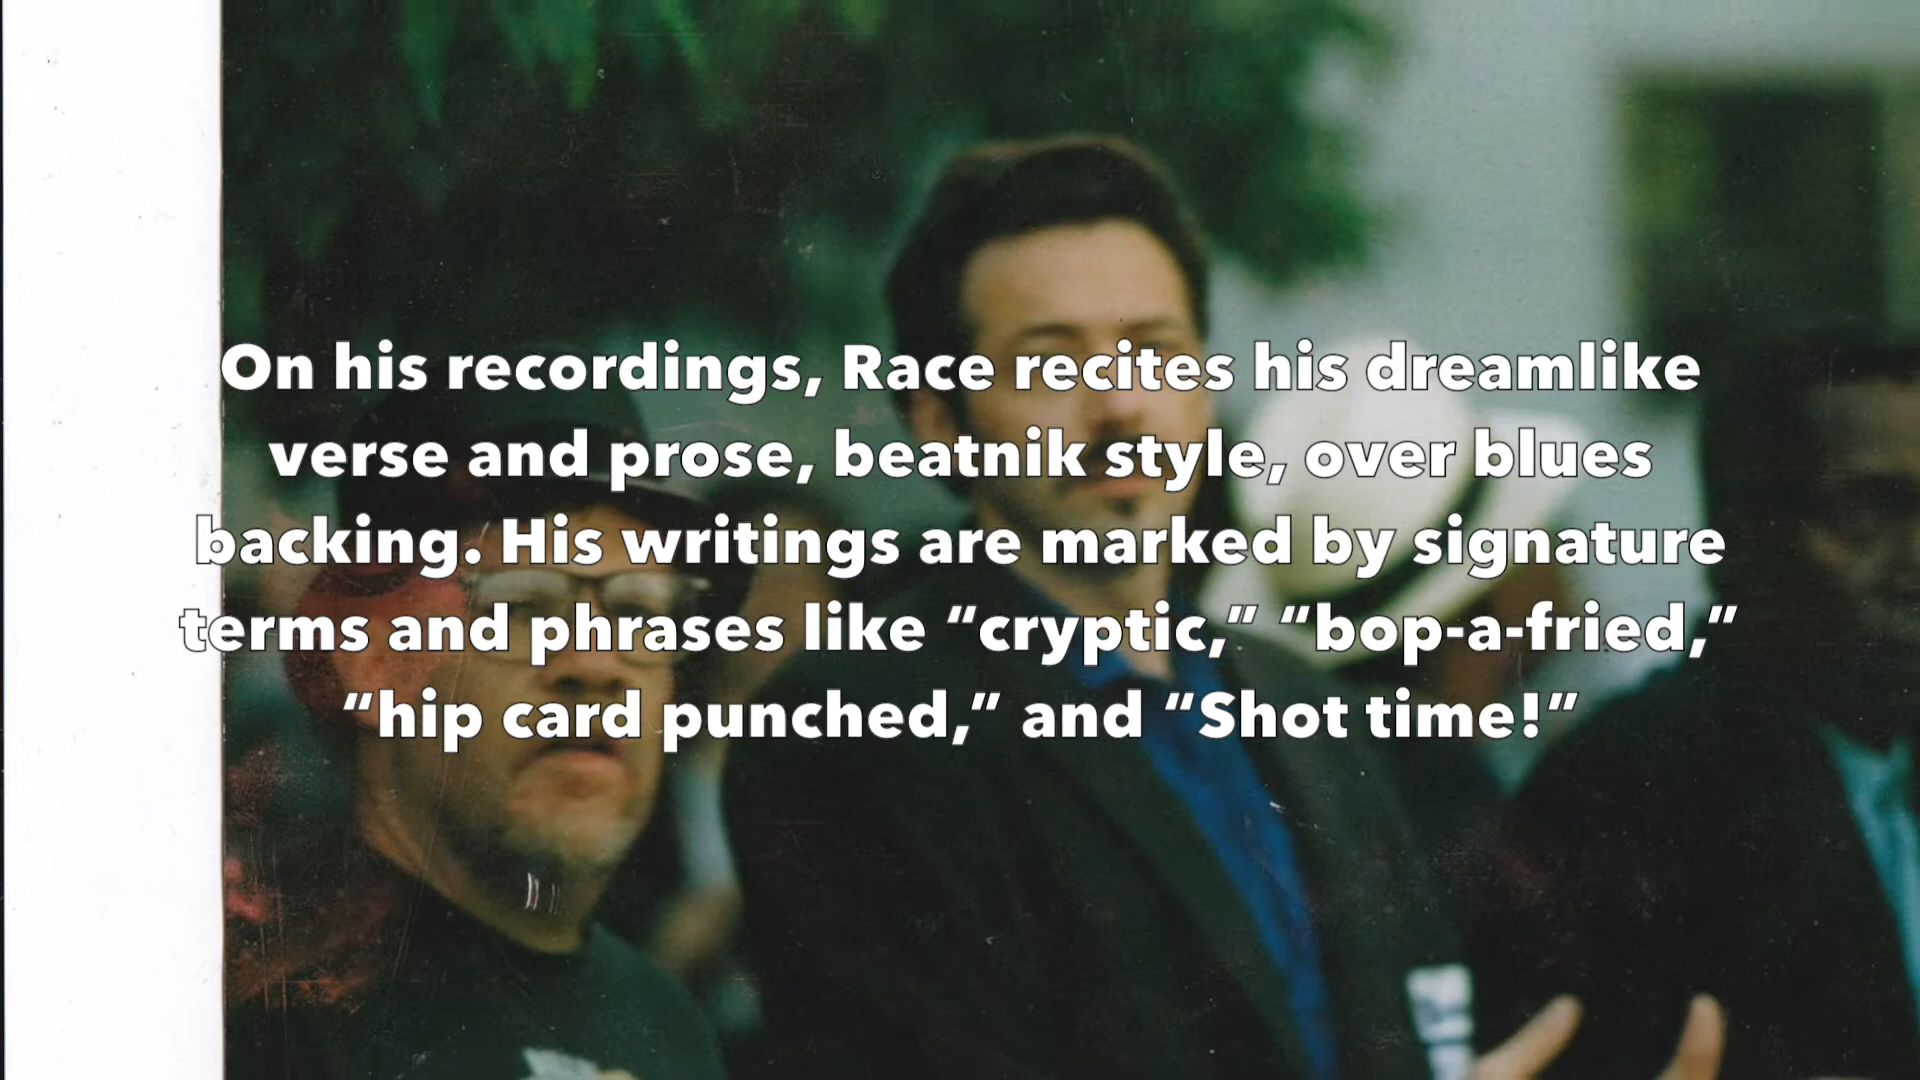 On his recordings, Race recites his dreamlike
verse and prose, beatnik style, over blues
backing. His writings are marked by signature
terms and phrases like “cryptic,” “bop-a-fried,”
“hip card punched,” and “Shot time!”